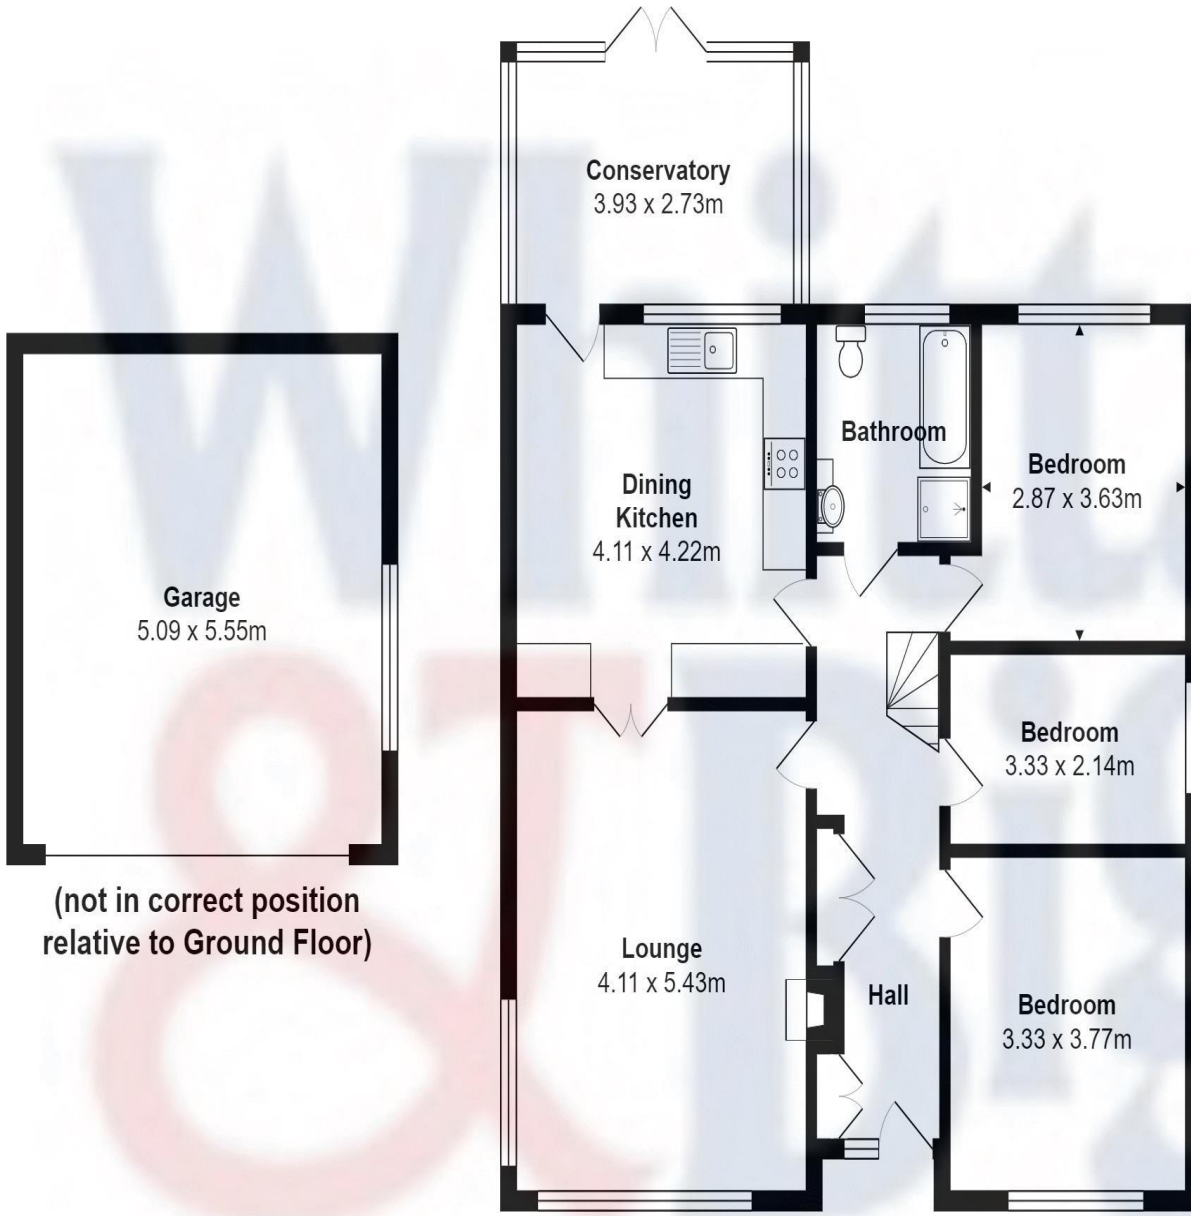 Conservatory
3.93 x 2.73m
Bathroom
Bedroom
2.87 x 3.63m
Dining
Kitchen
4.11 x 4.22m
Garage
5.09 x 5.55m
Bedroom
3.33 x 2.14m
(not in correct position
relative to Ground Floor)
Lounge
4.11 x 5.43m
Hall
Bedroom
3.33 x 3.77m